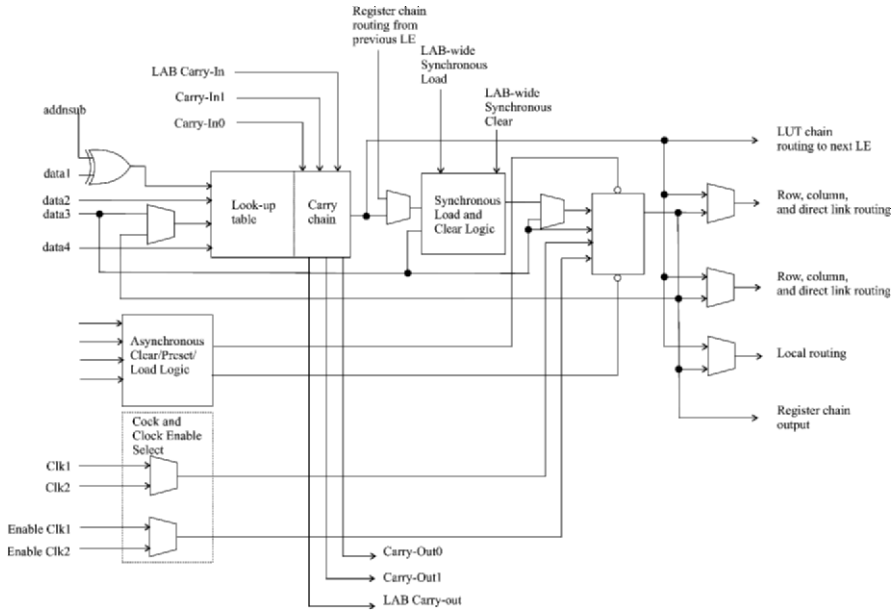 Register chain
routing from
previous LE
LAB-wide
Synchronous
Load
LAB Carry-In
LAB-wide
Synchronous
Clear
Carry-In1
addnsub
Carry-In0
LUT chain
routing to next LE
data1
data2
data3
data4
Look-up
table
Carry
chain
Synchronous
Load and
Clear Logic
Row, column,
and direct link routing
Row, column,
and direct link routing
Asynchronous
Clear/Preset/
Load Logic
Local routing
Register chain
output
Cock and
Clock Enable
Select
Clk1
Clk2
Enable Clk1
Enable Clk2
Carry-Out0
Carry-Out1
LAB Carry-out